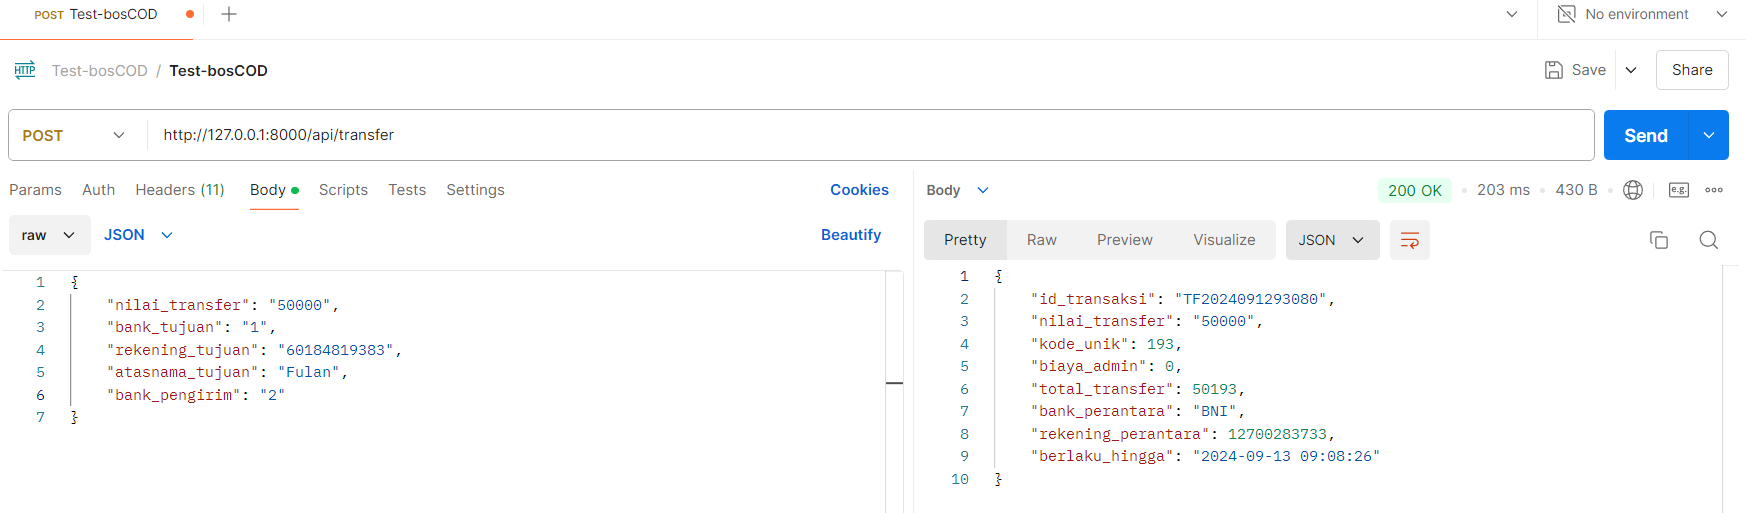 POST Test-bosCOD
No environment
HTTP Test-bosCOD / Test-bosCOD
Save
Share
POST http://127.0.0.1:8000/api/transfer
Send
Params Auth Headers (11) Body Scripts Tests Settings Cookies
raw JSON Beautify
1 {
2 "nilai_transfer": "50000",
3 "bank_tujuan": "1",
4 "rekening_tujuan": "60184819383",
5 "atasnama_tujuan": "Fulan",
6 "bank_pengirim": "2"
7 }
Body 200 OK 203 ms 430 B e.g.
Pretty Raw Preview Visualize JSON
1 {
2 "id_transaksi": "TF2024091293080",
3 "nilai_transfer": "50000",
4 "kode_unik": 193,
5 "biaya_admin": 0,
6 "total_transfer": 50193,
7 "bank_perantara": "BNI",
8 "rekening_perantara": 12700283733,
9 "berlaku_hingga": "2024-09-13 09:08:26"
10 }